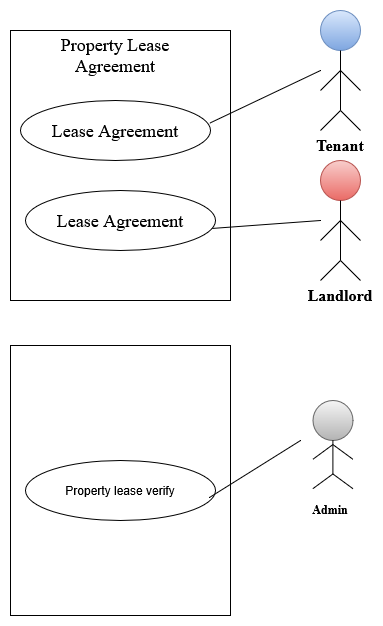 Property Lease
Agreement
Lease Agreement
Tenant
Lease Agreement
Landlord
Property lease verify
Admin